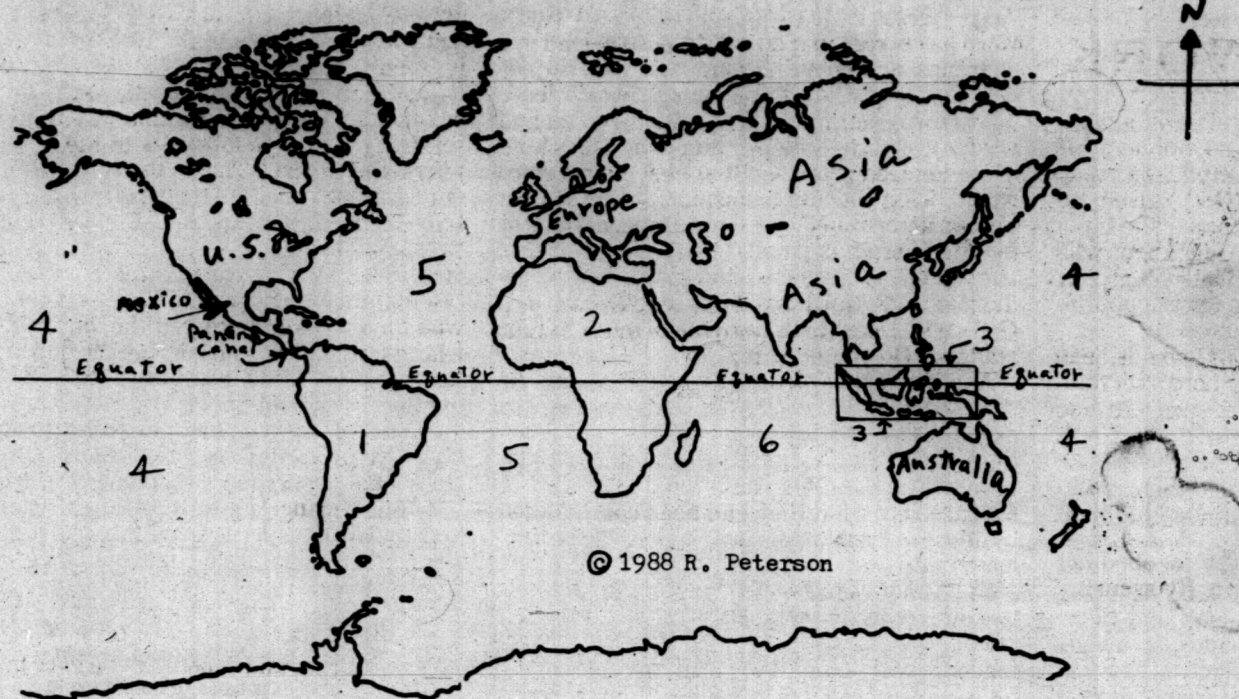 N
Asia
Europe
U.S.
5
Asia
4
Mexico
4
2
Panama
Canal
3
Equator
Equator
Equator
Equator
1
5
6
3
4
4
Australia
© 1988 R. Peterson